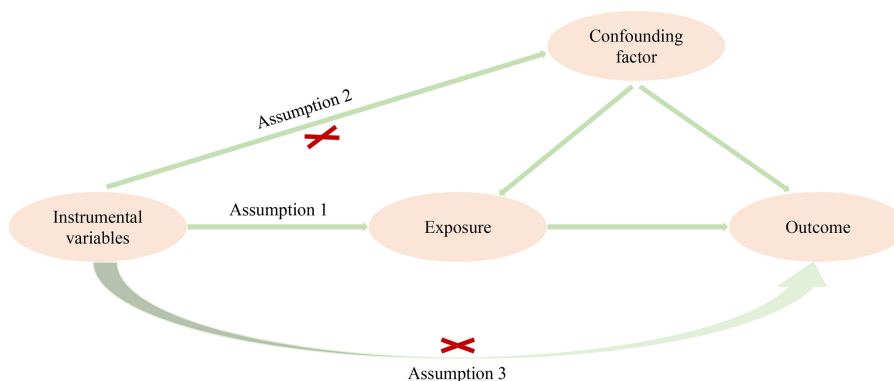 Confounding
factor
Assumption 2
Instrumental
variables
Assumption 1
Exposure
Outcome
Assumption 3